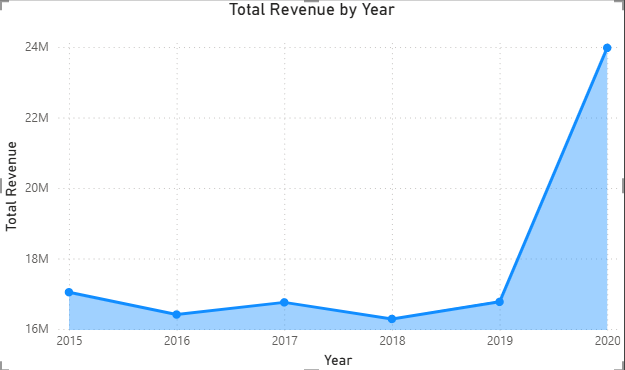 Total Revenue by Year
Total Revenue
24M
22M
20M
18M
16M
2015 2016 2017 2018 2019 2020
Year